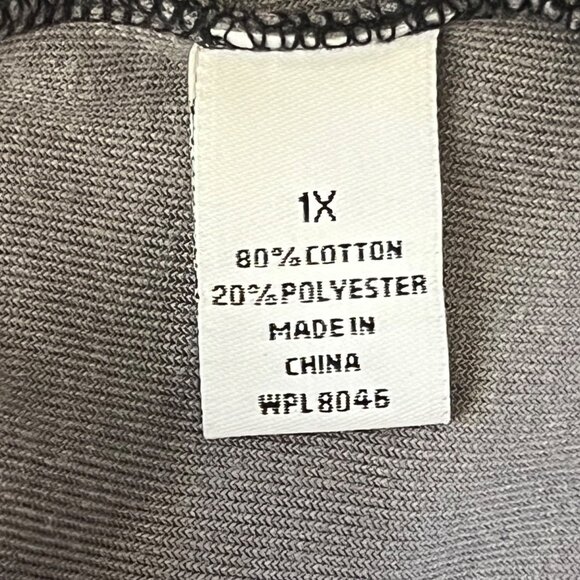 1X
80%COTTON
20%POLYESTER
MADE IN
CHINA
WPL8046